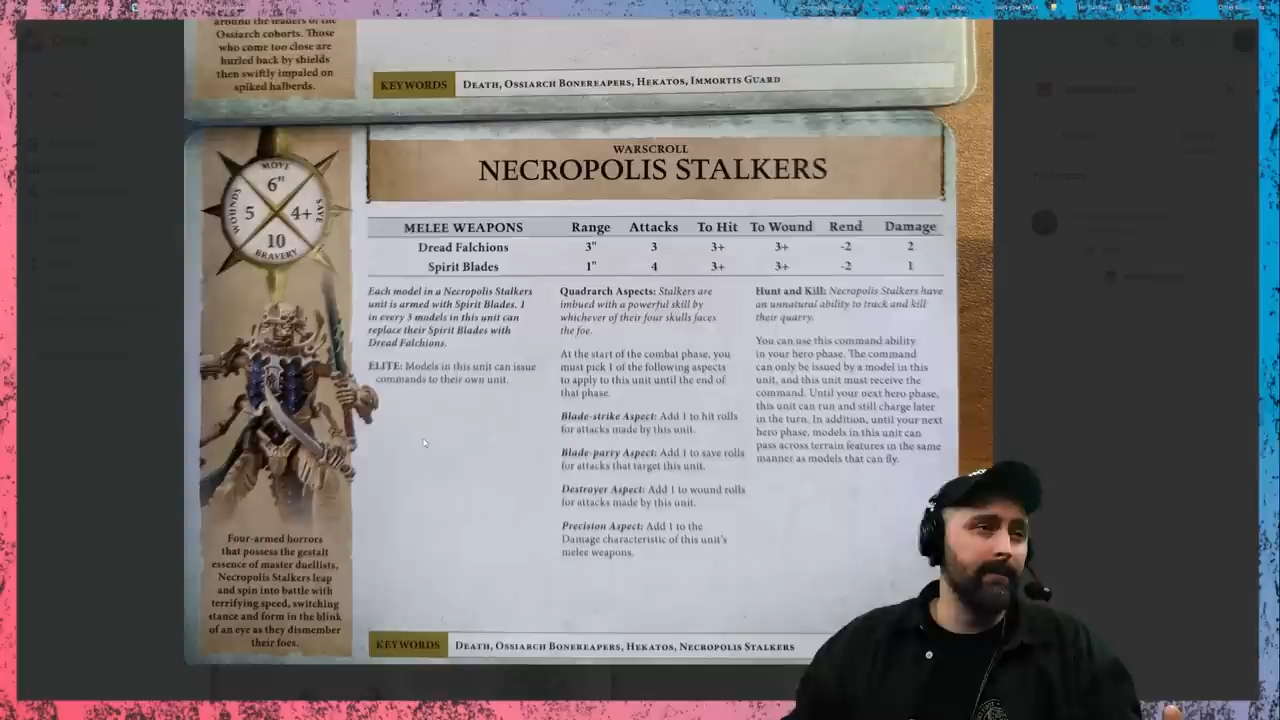 around the leaders of the
Ossiarch cohorts. Those
who come too close are
hurled back by shields
then swiftly impaled on
spiked halberds.
KEYWORDS DEATH, OSSIARCH BONEREAPERS, HEKATOS, IMMORTIS GUARD
MOVE
6"
WOUNDS
5
4+
SAVE
10
BRAVERY
WARSCROLL
NECROPOLIS STALKERS
MELEE WEAPONS Range Attacks To Hit To Wound Rend Damage
Dread Falchions 3" 3 3+ 3+ -2 2
Spirit Blades 1" 4 3+ 3+ -2 1
Each model in a Necropolis Stalkers
unit is armed with Spirit Blades. 1
in every 3 models in this unit can
replace their Spirit Blades with
Dread Falchions.
ELITE: Models in this unit can issue
commands to their own unit.
Quadrarch Aspects: Stalkers are
imbued with a powerful skill by
whichever of their four skulls faces
the foe.
At the start of the combat phase, you
must pick 1 of the following aspects
to apply to this unit until the end of
that phase.
Blade-strike Aspect: Add 1 to hit rolls
for attacks made by this unit.
Blade-parry Aspect: Add 1 to save rolls
for attacks that target this unit.
Destroyer Aspect: Add 1 to wound rolls
for attacks made by this unit.
Precision Aspect: Add 1 to the
Damage characteristic of this unit's
melee weapons.
Hunt and Kill: Necropolis Stalkers have
an unnatural ability to track and kill
their quarry.
You can use this command ability
in your hero phase. The command
can only be issued by a model in this
unit, and this unit must receive the
command. Until your next hero phase,
this unit can run and still charge later
in the turn. In addition, until your next
hero phase, models in this unit can
pass across terrain features in the same
manner as models that can fly.
Four-armed horrors
that possess the gestalt
essence of master duellists,
Necropolis Stalkers leap
and spin into battle with
terrifying speed, switching
stance and form in the blink
of an eye as they dismember
their foes.
KEYWORDS DEATH, OSSIARCH BONEREAPERS, HEKATOS, NECROPOLIS STALKERS